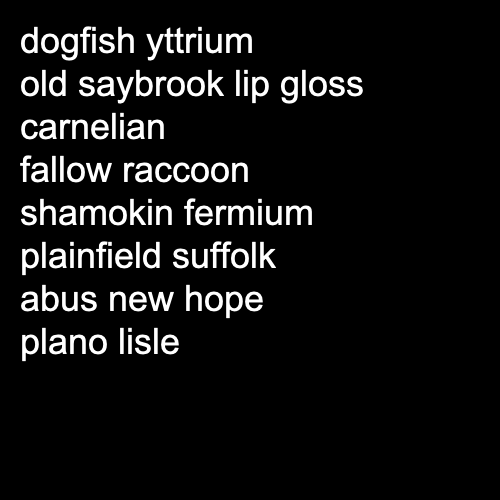 dogfish yttrium
old saybrook lip gloss
carnelian
fallow raccoon
shamokin fermium
plainfield suffolk
abus new hope
plano lisle